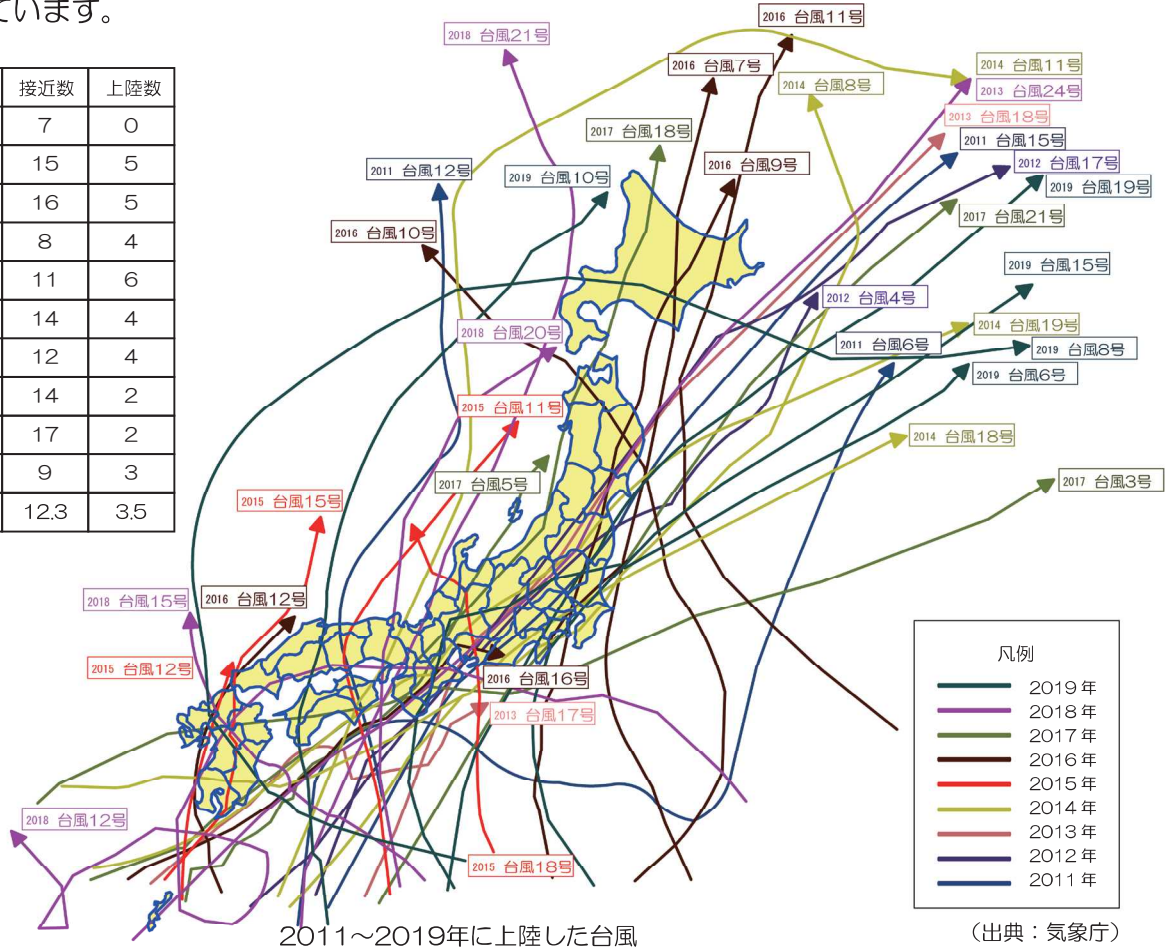 ています。
接近数 上陸数
7 0
15 5
16 5
8 4
11 6
14 4
12 4
14 2
17 2
9 3
12.3 3.5
2016 台風11号
2018 台風21号
2016 台風7号
2014 台風11号
2014 台風8号
2013 台風24号
2013 台風18号
2017 台風18号
2011 台風15号
2016 台風9号
2012 台風17号
2011 台風12号
2019 台風10号
2019 台風19号
2017 台風21号
2016 台風10号
2019 台風15号
2012 台風4号
2018 台風20号
2014 台風19号
2011 台風6号
2019 台風8号
2019 台風6号
2015 台風11号
2014 台風18号
2017 台風5号
2017 台風3号
2015 台風15号
2018 台風15号
2016 台風12号
2015 台風12号
2016 台風16号
2013 台風17号
2018 台風12号
2015 台風18号
凡例
2019年
2018年
2017年
2016年
2015年
2014年
2013年
2012年
2011年
2011～2019年に上陸した台風
（出典：気象庁）